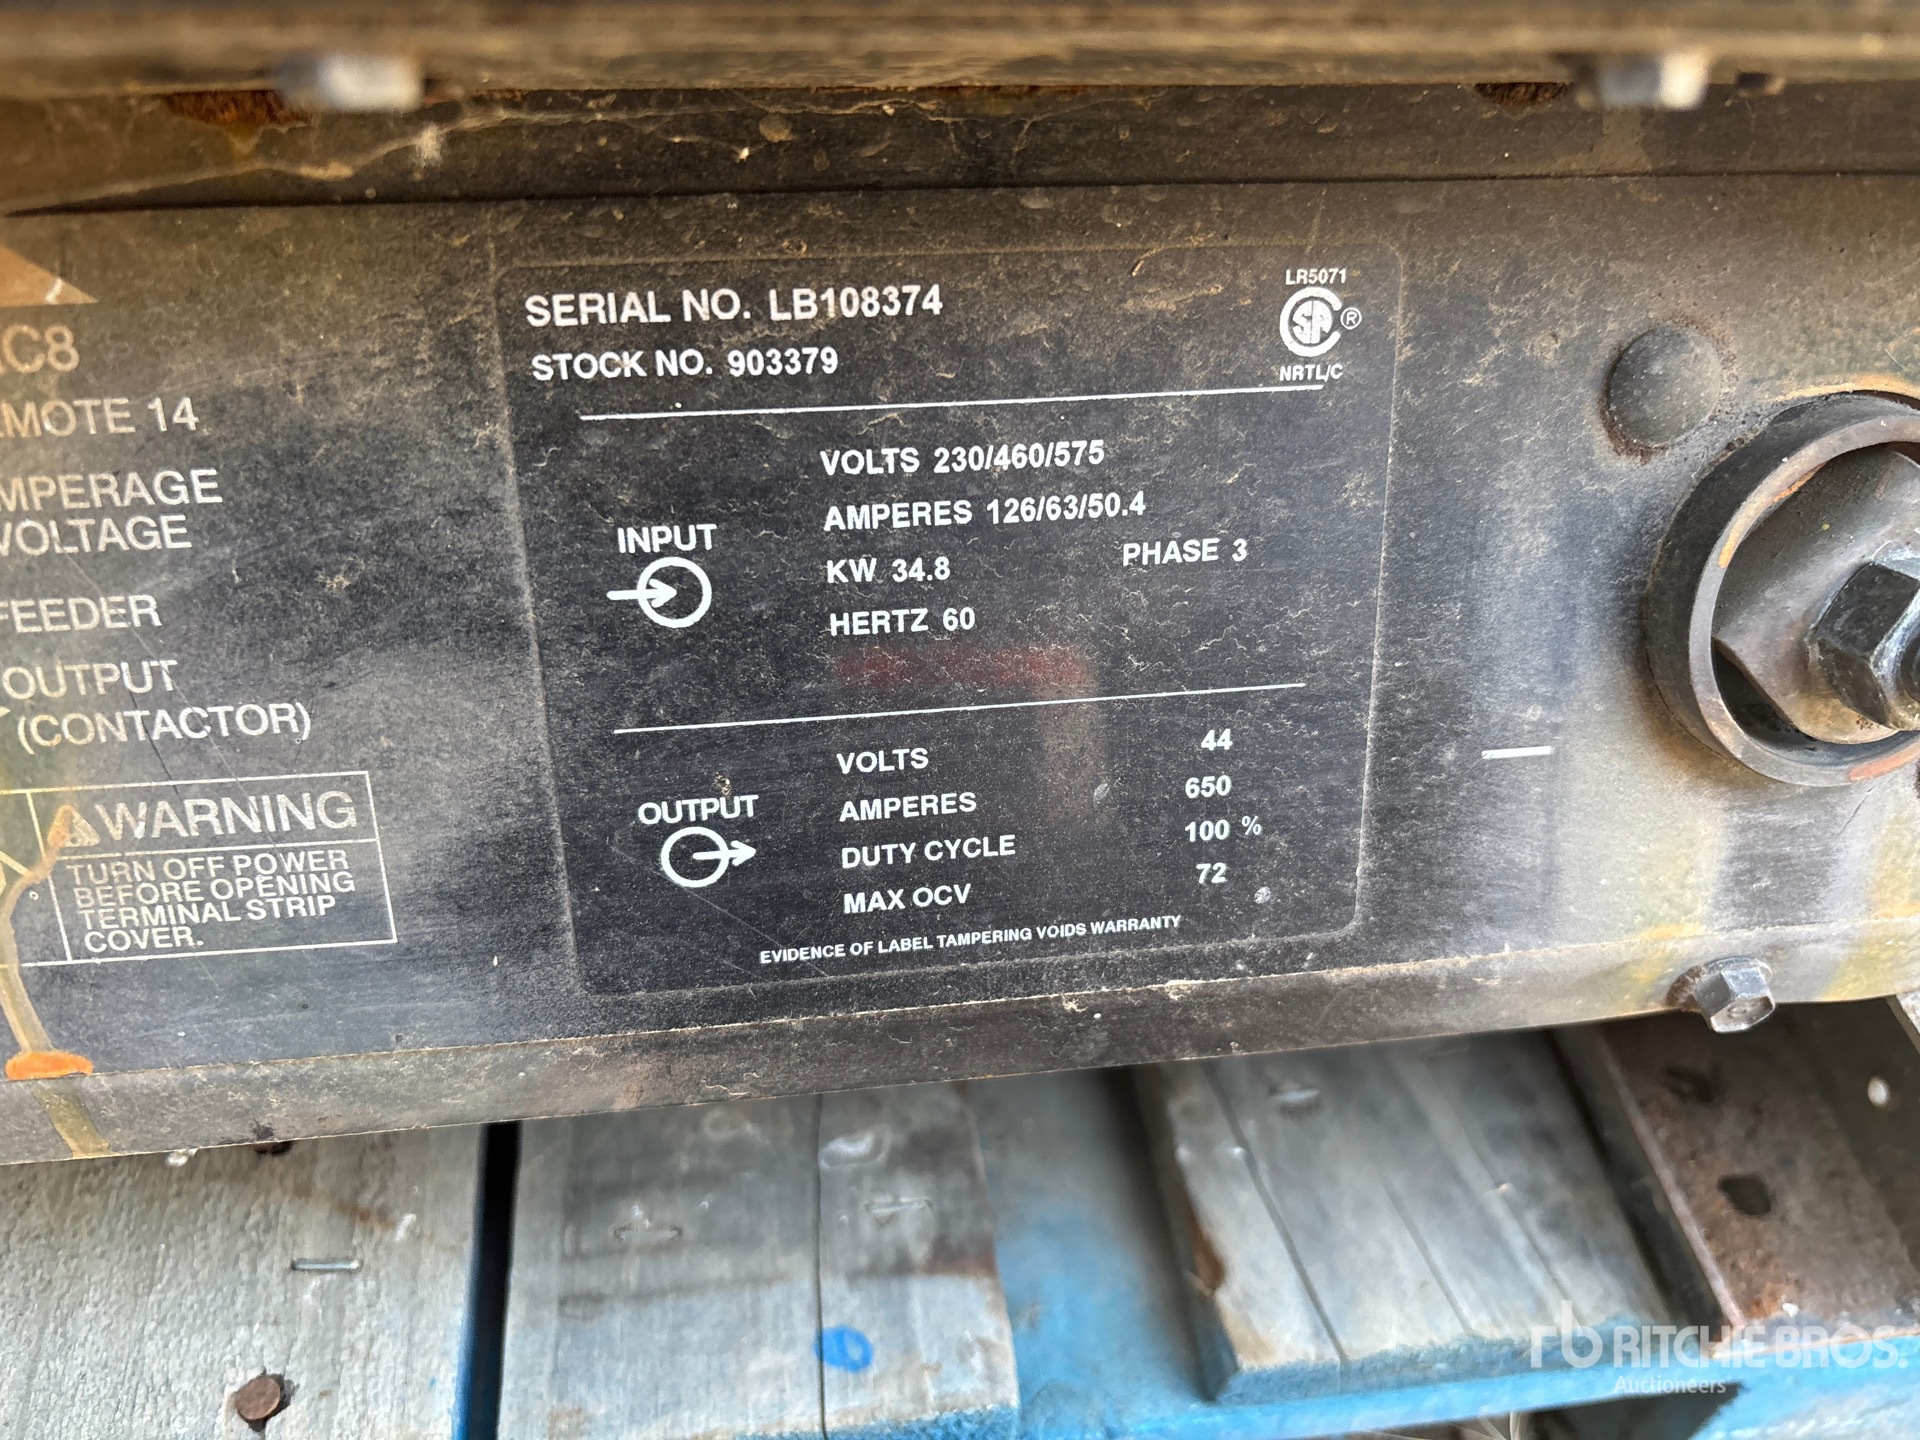 C8
MOTE 14
MPERAGE
VOLTAGE
FEEDER
OUTPUT
(CONTACTOR)
WARNING
TURN OFF POWER
BEFORE OPENING
TERMINAL STRIP
COVER.
SERIAL NO. LB108374
STOCK NO. 903379
LR5071
SA ®
NRTL/C
INPUT
VOLTS 230/460/575
AMPERES 126/63/50.4
KW 34.8 PHASE 3
HERTZ 60
OUTPUT
VOLTS 44
AMPERES 650
DUTY CYCLE 100 %
MAX OCV 72
EVIDENCE OF LABEL TAMPERING VOIDS WARRANTY
rb RITCHIE BROS.
Auctioneers